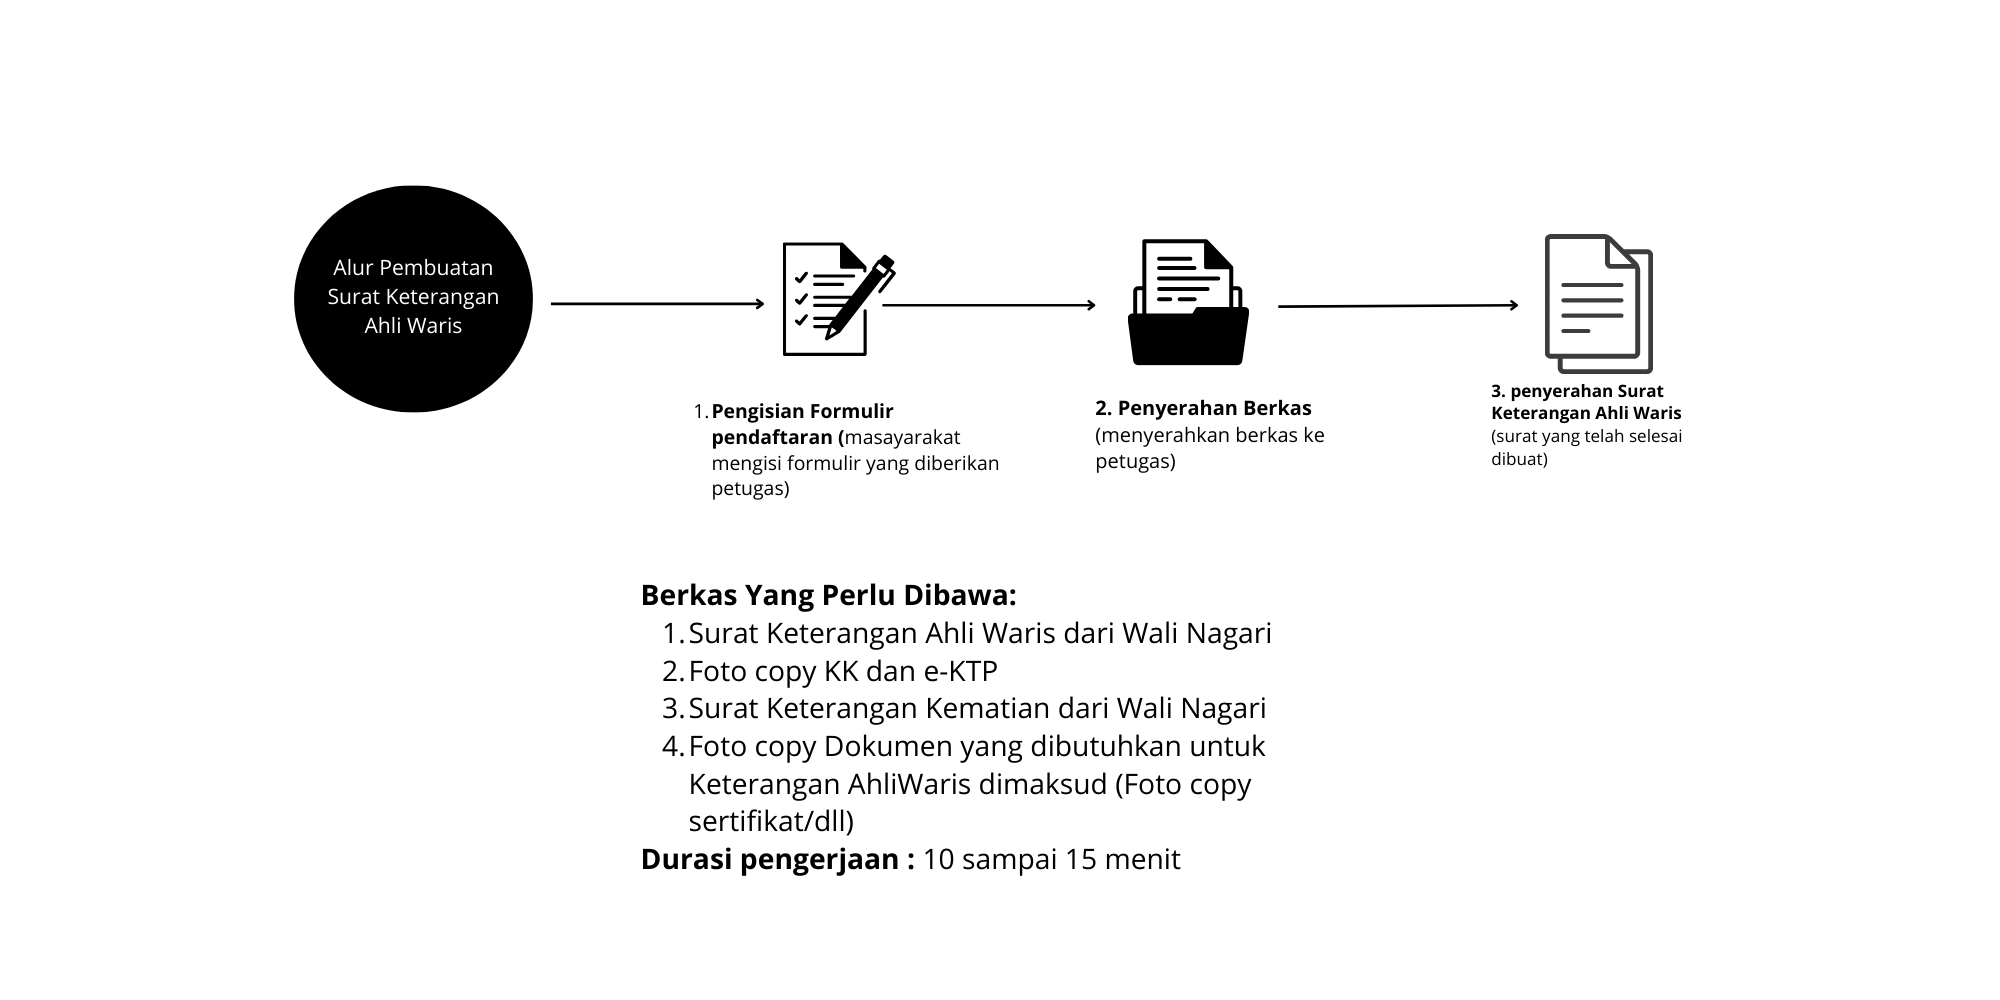 Alur Pembuatan
Surat Keterangan
Ahli Waris
1. Pengisian Formulir
pendaftaran (masayarakat
mengisi formulir yang diberikan
petugas)
2. Penyerahan Berkas
(menyerahkan berkas ke
petugas)
3. penyerahan Surat
Keterangan Ahli Waris
(surat yang telah selesai
dibuat)
Berkas Yang Perlu Dibawa:
1. Surat Keterangan Ahli Waris dari Wali Nagari
2. Foto copy KK dan e-KTP
3. Surat Keterangan Kematian dari Wali Nagari
4. Foto copy Dokumen yang dibutuhkan untuk
Keterangan AhliWaris dimaksud (Foto copy
sertifikat/dll)
Durasi pengerjaan : 10 sampai 15 menit